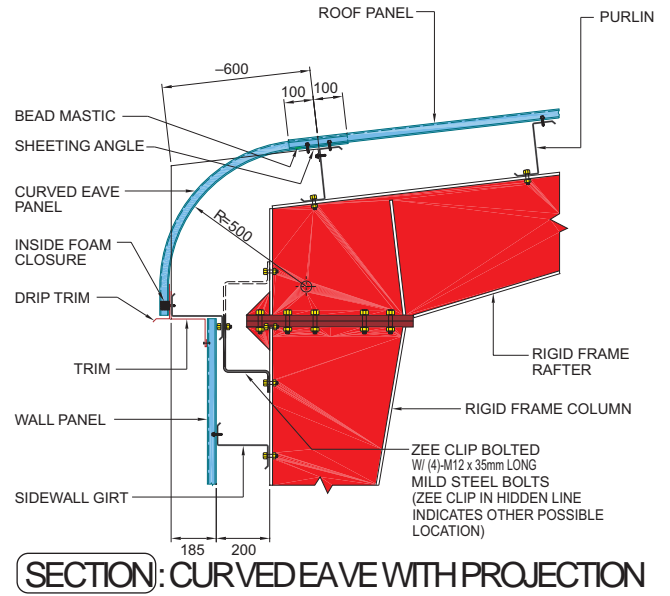 ROOF PANEL
PURLIN
–600
100
100
BEAD MASTIC
SHEETING ANGLE
CURVED EAVE
PANEL
R=500
INSIDE FOAM
CLOSURE
DRIP TRIM
TRIM
RIGID FRAME
RAFTER
WALL PANEL
RIGID FRAME COLUMN
ZEE CLIP BOLTED
W/ (4)-M12 x 35mm LONG
MILD STEEL BOLTS
(ZEE CLIP IN HIDDEN LINE
INDICATES OTHER POSSIBLE
LOCATION)
SIDEWALL GIRT
185
200
SECTION: CURVED EAVE WITH PROJECTION